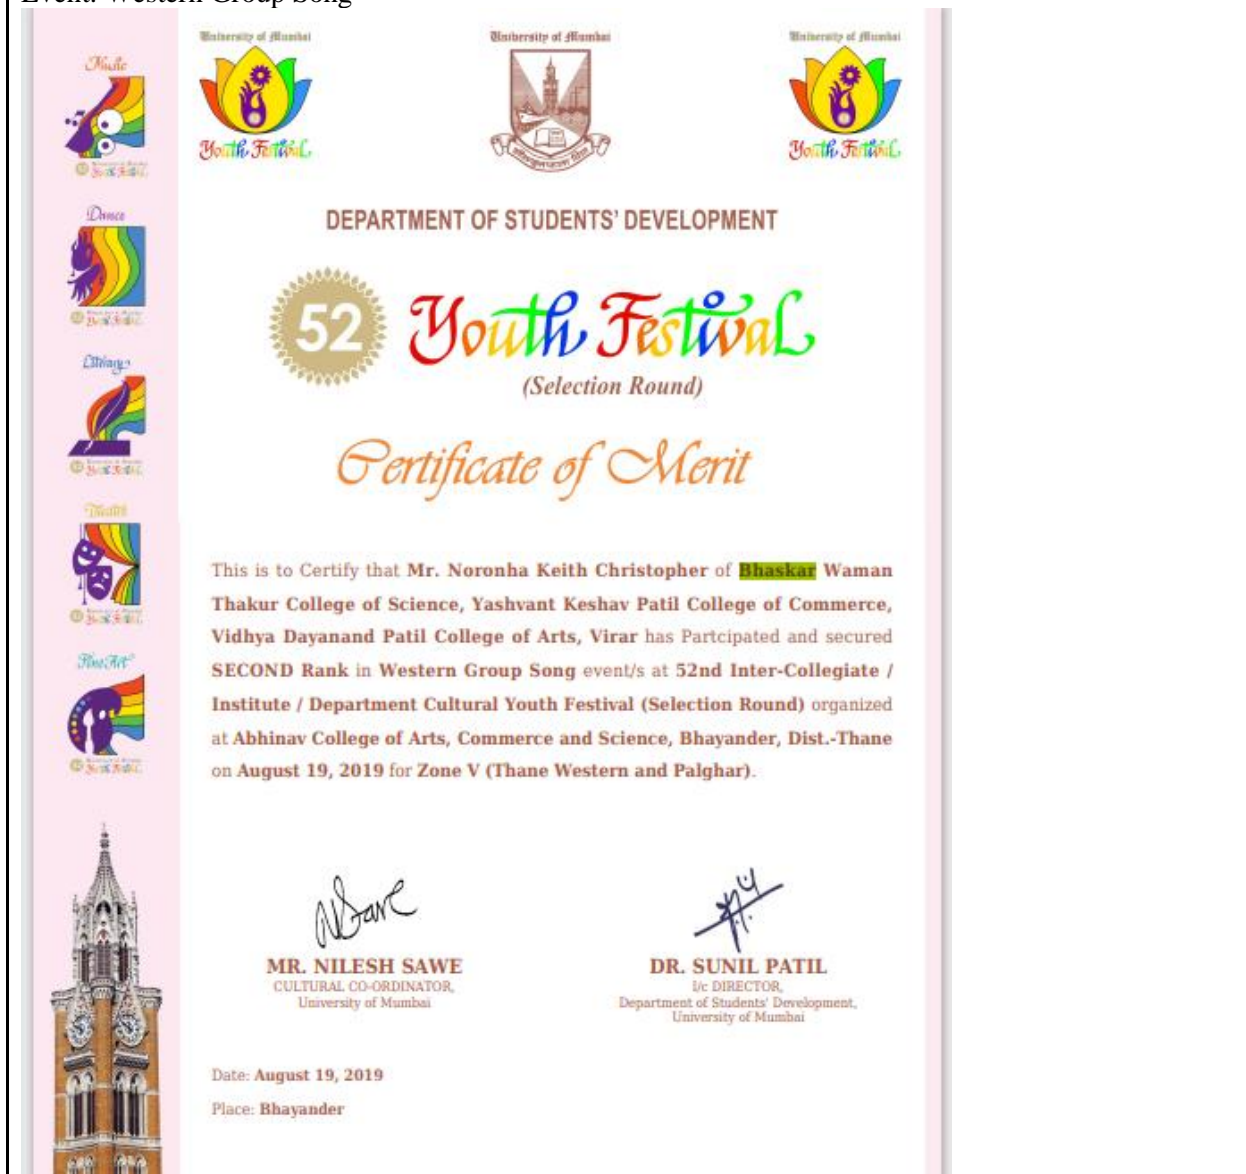 Event: Western Group Song
University of Mumbai
University of Mumbai
University of Mumbai
Youth Festival
Youth Festival
Music
Dance
Literary
Theatre
Fine Art
DEPARTMENT OF STUDENTS' DEVELOPMENT
52 Youth Festival
(Selection Round)
Certificate of Merit
This is to Certify that Mr. Noronha Keith Christopher of Bhaskar Waman
Thakur College of Science, Yashvant Keshav Patil College of Commerce,
Vidhya Dayanand Patil College of Arts, Virar has Partcipated and secured
SECOND Rank in Western Group Song event/s at 52nd Inter-Collegiate /
Institute / Department Cultural Youth Festival (Selection Round) organized
at Abhinav College of Arts, Commerce and Science, Bhayander, Dist.-Thane
on August 19, 2019 for Zone V (Thane Western and Palghar).
MR. NILESH SAWE
CULTURAL CO-ORDINATOR,
University of Mumbai
DR. SUNIL PATIL
I/c DIRECTOR,
Department of Students' Development,
University of Mumbai
Date: August 19, 2019
Place: Bhayander